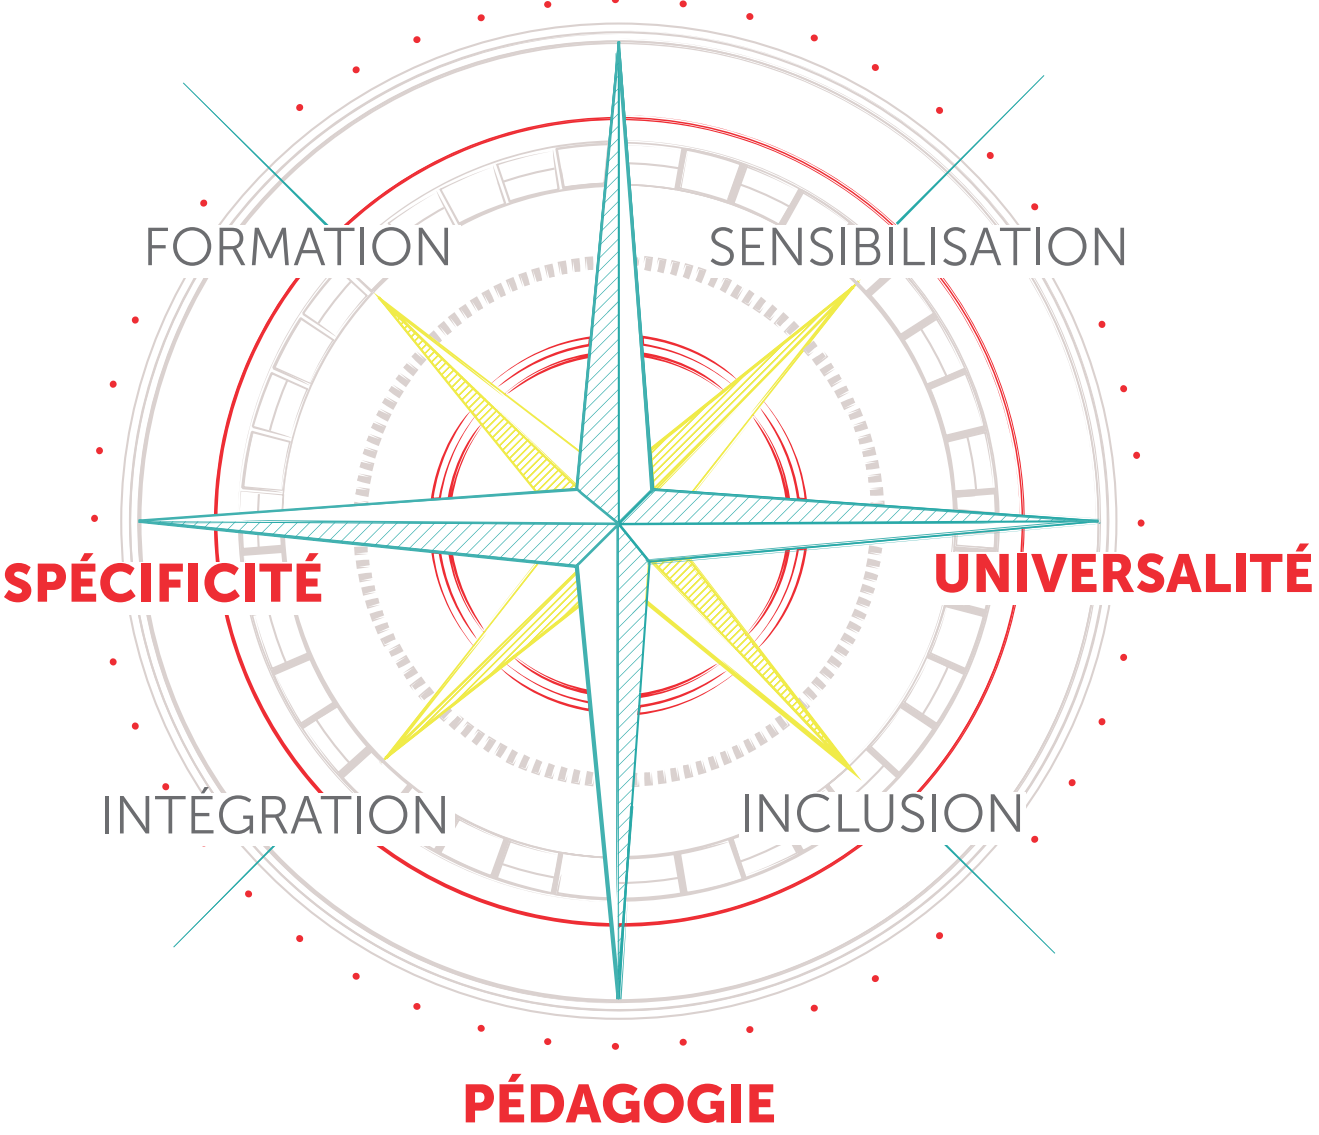 FORMATION
SENSIBILISATION
SPÉCIFICITÉ
UNIVERSALITÉ
INTÉGRATION
INCLUSION
PÉDAGOGIE